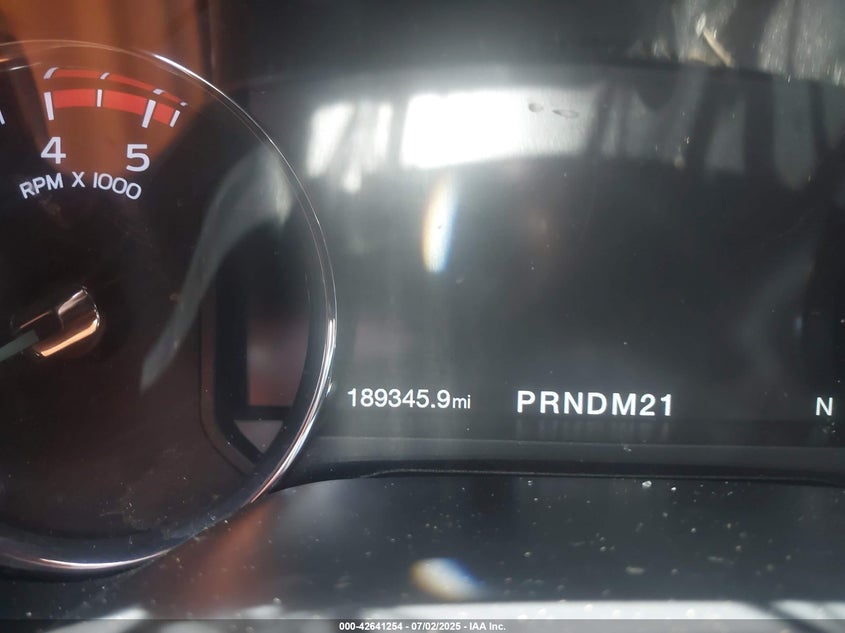 4 5
RPM X 1000
189345.9mi PRNDM21 N
000-42641254 - 07/02/2025 - IAA Inc.